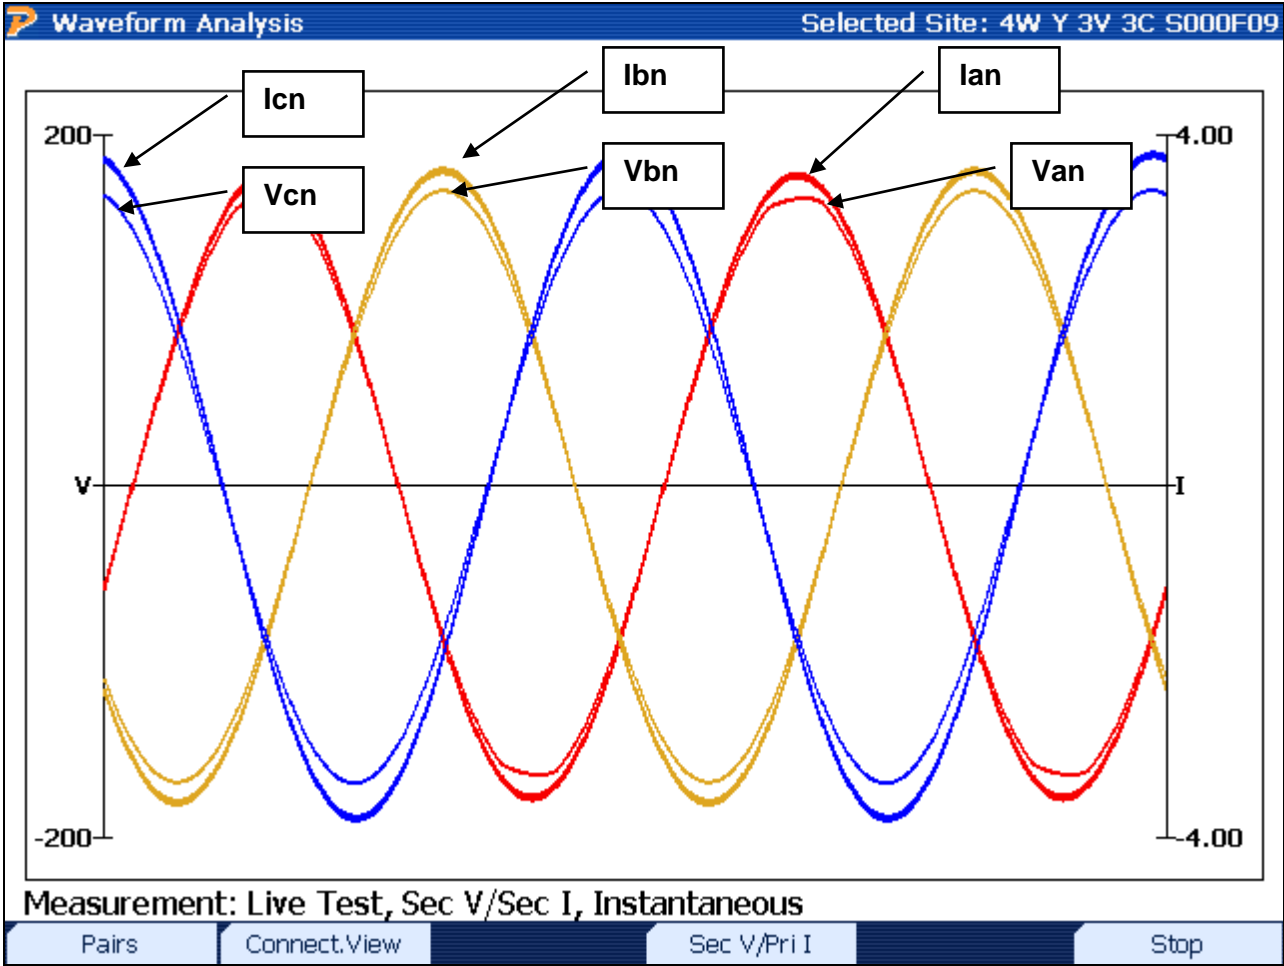 Waveform Analysis Selected Site: 4W Y 3V 3C S000F09
Icn Ibn Ian
200 4.00
Vcn Vbn Van
V I
-200 -4.00
Measurement: Live Test, Sec V/Sec I, Instantaneous
Pairs Connect.View Sec V/Pri I Stop